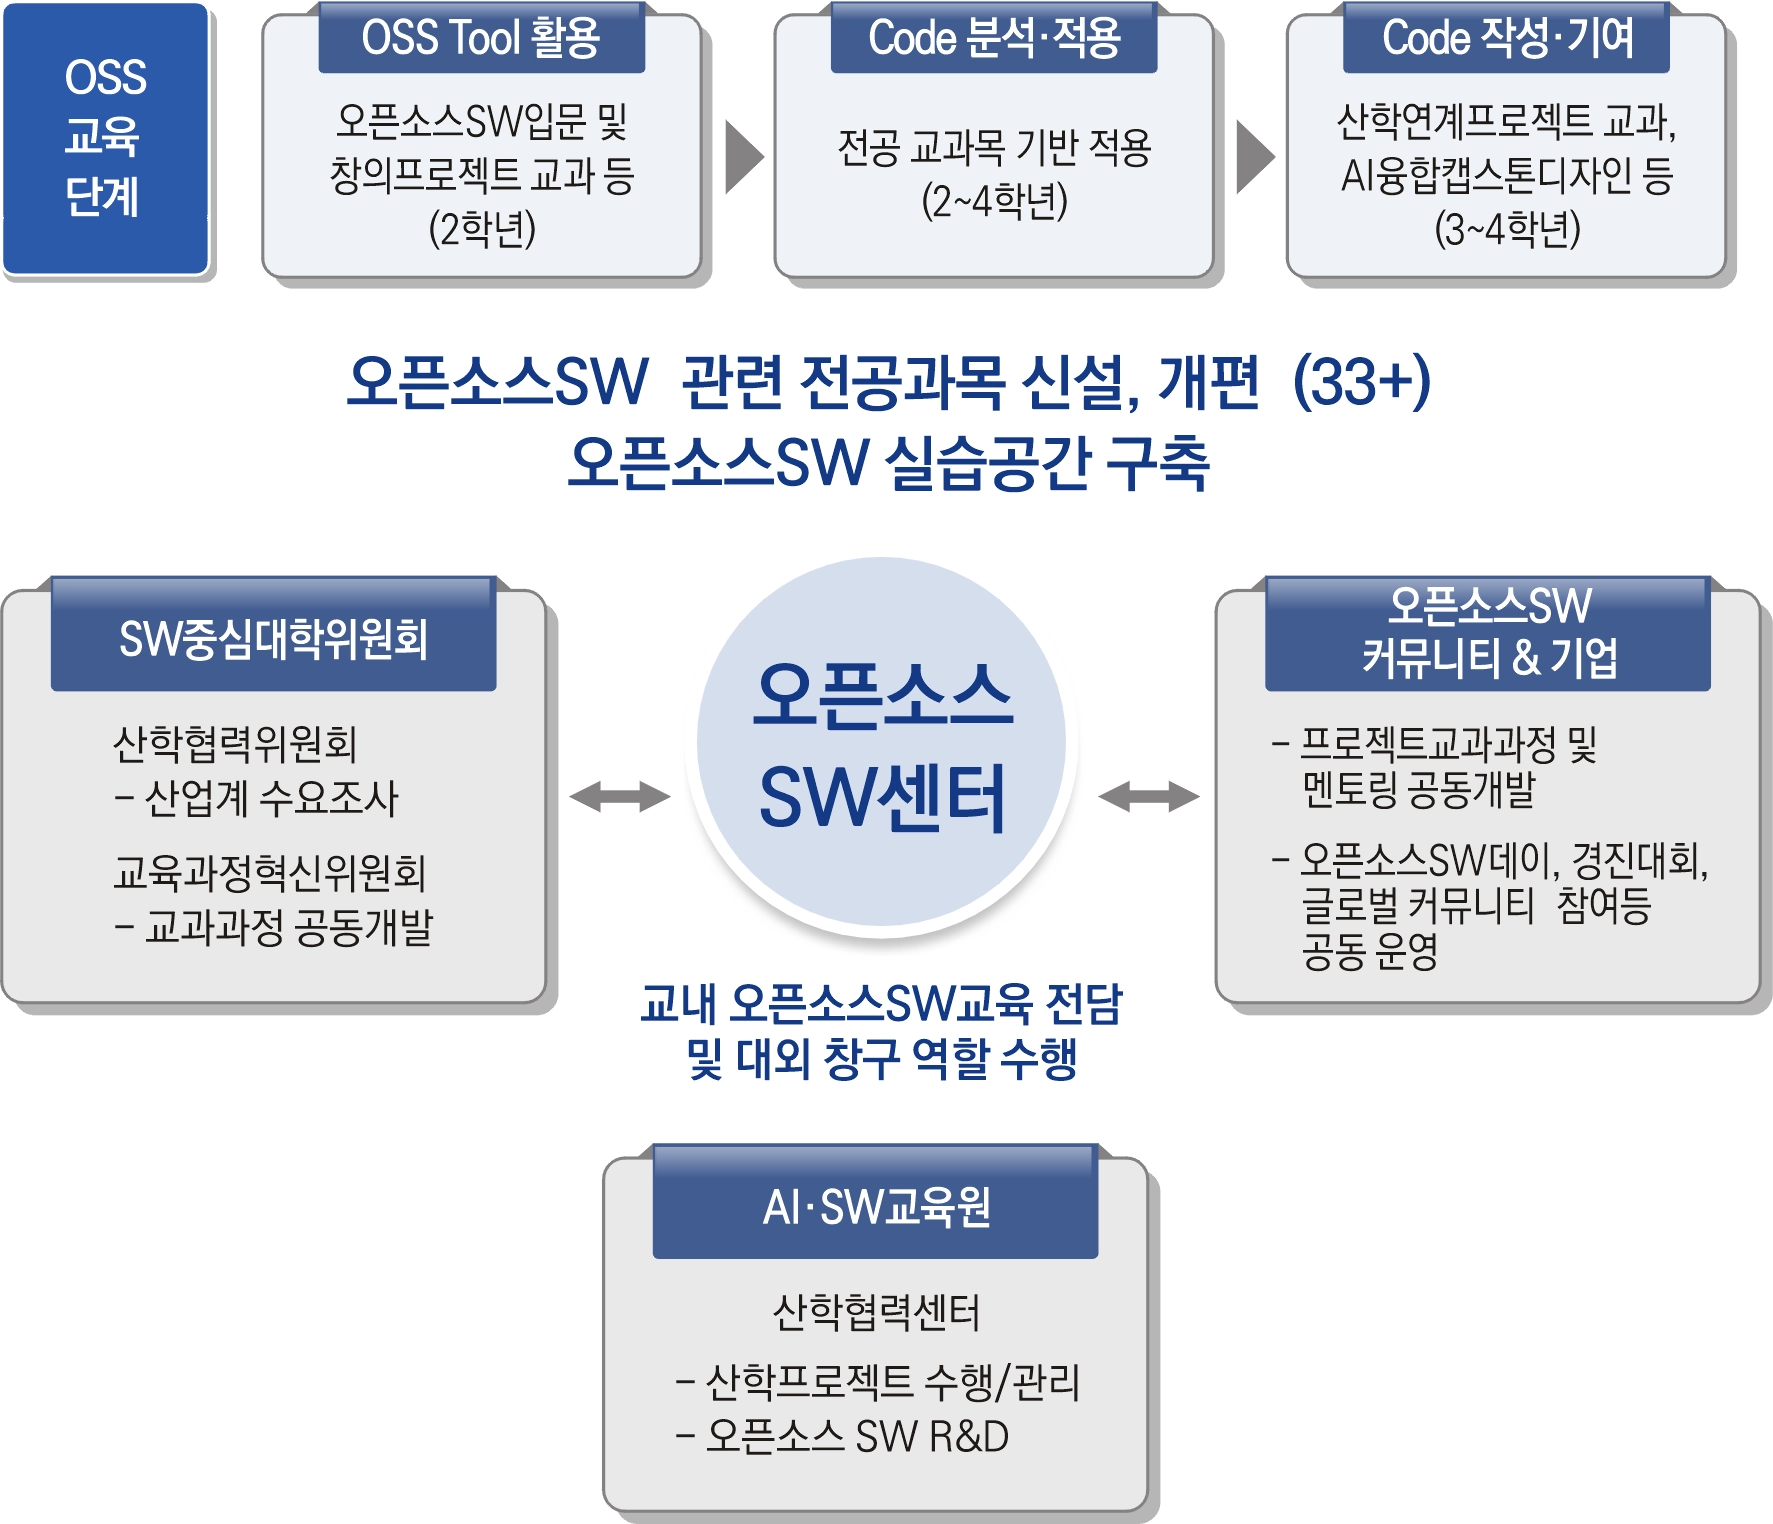 OSS
교육
단계
OSS Tool 활용
오픈소스SW입문 및
창의프로젝트 교과 등
(2학년)
Code 분석·적용
전공 교과목 기반 적용
(2~4학년)
Code 작성·기여
산학연계프로젝트 교과,
AI융합캡스톤디자인 등
(3~4학년)
오픈소스SW 관련 전공과목 신설, 개편 (33+)
오픈소스SW 실습공간 구축
SW중심대학위원회
산학협력위원회
– 산업계 수요조사
교육과정혁신위원회
– 교과과정 공동개발
오픈소스
SW센터
교내 오픈소스SW교육 전담
및 대외 창구 역할 수행
오픈소스SW
커뮤니티 & 기업
– 프로젝트교과과정 및
멘토링 공동개발
– 오픈소스SW데이, 경진대회,
글로벌 커뮤니티 참여등
공동 운영
AI·SW교육원
산학협력센터
– 산학프로젝트 수행/관리
– 오픈소스 SW R&D